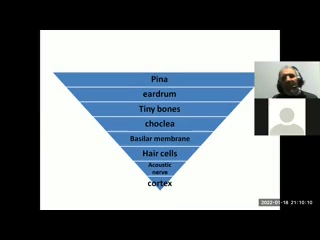 Pina
eardrum
Tiny bones
choclea
Basilar membrane
Hair cells
Acoustic
nerve
cortex
2022-01-18 21:10:10